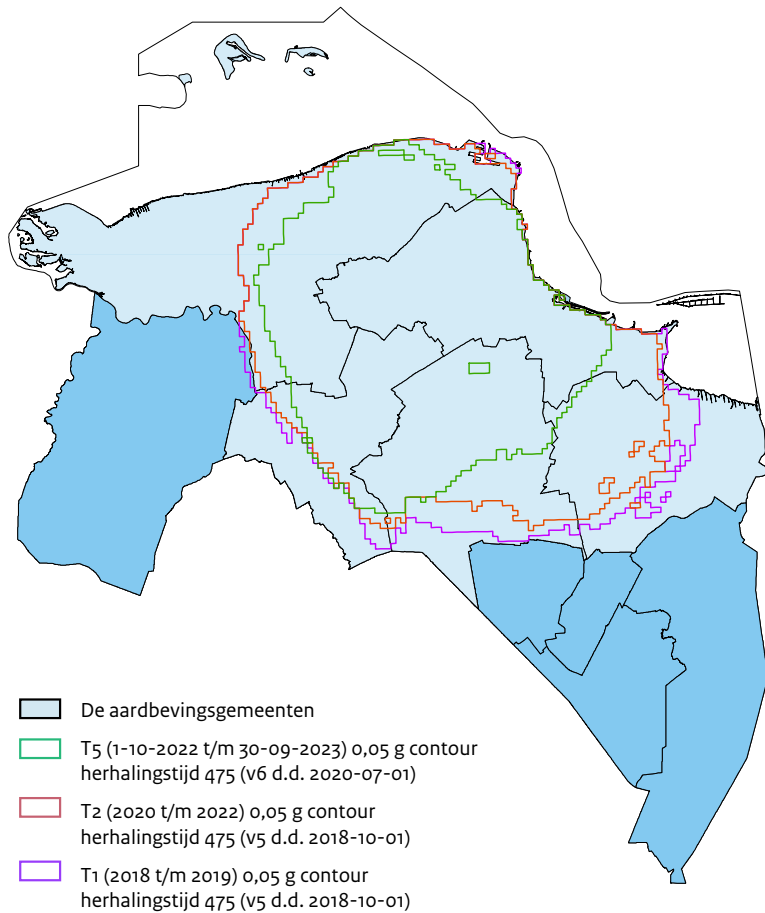 De aardbevingsgemeenten
T5 (1-10-2022 t/m 30-09-2023) 0,05 g contour
herhalingstijd 475 (v6 d.d. 2020-07-01)
T2 (2020 t/m 2022) 0,05 g contour
herhalingstijd 475 (v5 d.d. 2018-10-01)
T1 (2018 t/m 2019) 0,05 g contour
herhalingstijd 475 (v5 d.d. 2018-10-01)